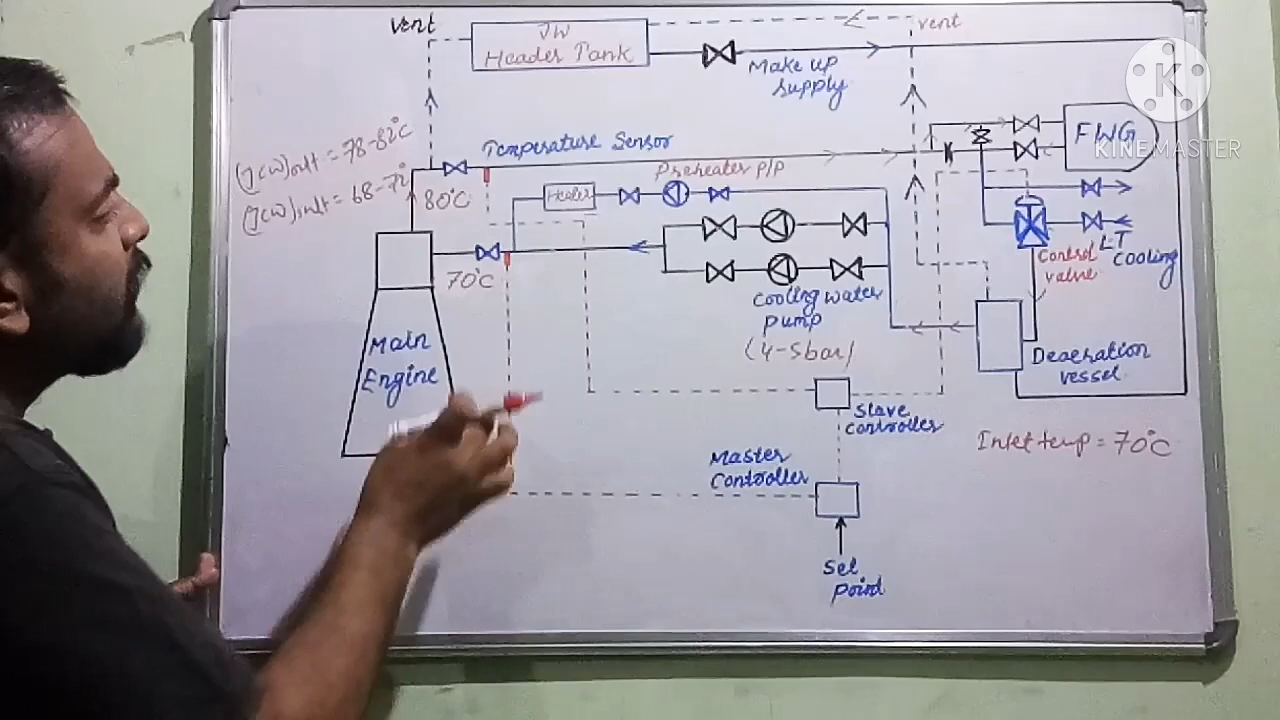 vent
JW
Header Tank
vent
Make up
supply
K
KINEMASTER
FWG
(JCW)out = 78-82°C
(JCW)inlt = 68-72°
Temperature Sensor
Preheater P/P
Heater
80°C
70°C
LT
Cooling
Control
valve
Cooling water
pump
(4-5bar)
Main
Engine
Deaeration
vessel
Slave
Controller
Inlet temp = 70°C
Master
Controller
Set
point